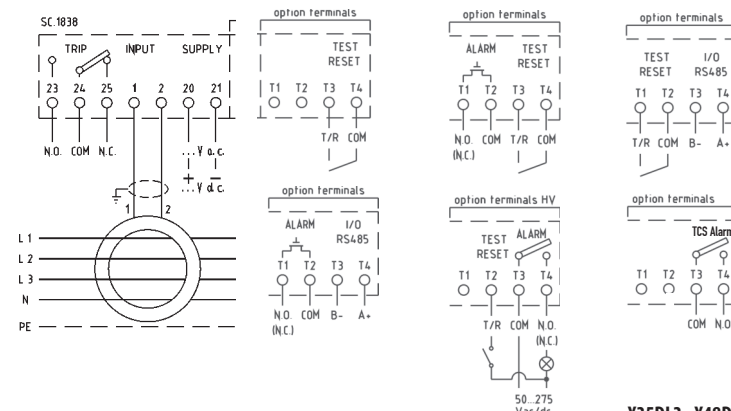 SC.1838
TRIP INPUT SUPPLY
23 24 25 1 2 20 21
N.O. COM N.C. ...V a.c.
+ –
...V d.c.
1 2
L1
L2
L3
N
PE
option terminals
TEST
RESET
T1 T2 T3 T4
T/R COM
option terminals
ALARM I/O
RS485
T1 T2 T3 T4
N.O. COM B- A+
(N.C.)
option terminals
ALARM TEST
RESET
T1 T2 T3 T4
N.O. COM T/R COM
(N.C.)
option terminals HV
TEST ALARM
RESET
T1 T2 T3 T4
T/R COM N.O.
(N.C.)
50...275
option terminals
TEST I/O
RESET RS485
T1 T2 T3 T4
T/R COM B- A+
option terminals
TCS Alarm
T1 T2 T3 T4
COM N.O